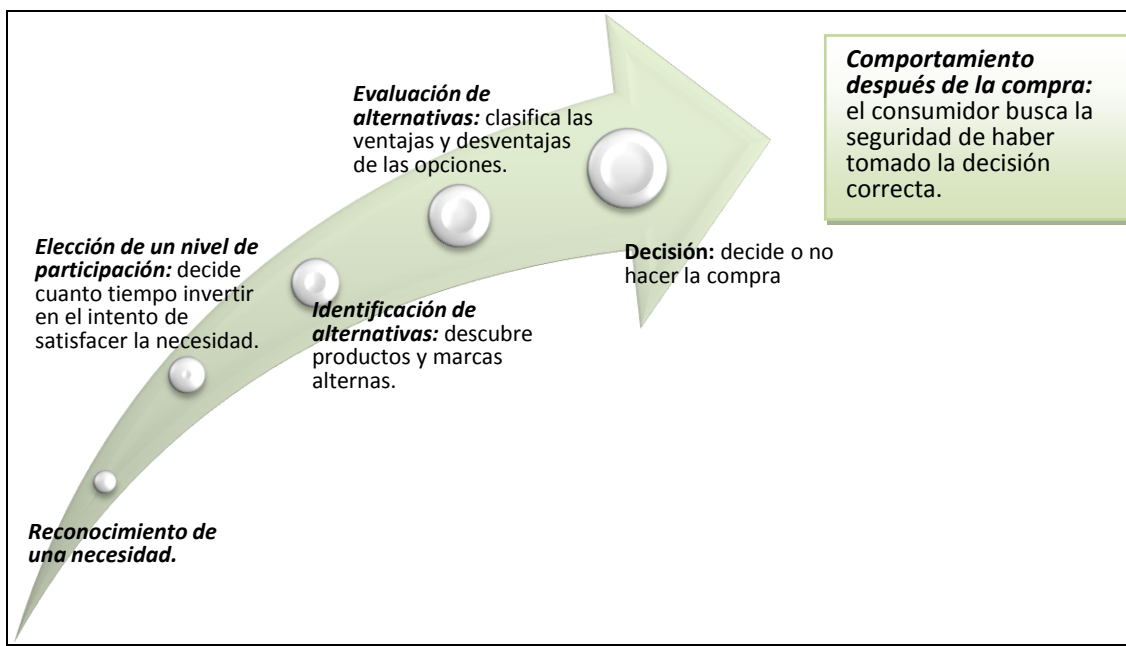 Reconocimiento de
una necesidad.
Elección de un nivel de
participación: decide
cuanto tiempo invertir
en el intento de
satisfacer la necesidad.
Identificación de
alternativas: descubre
productos y marcas
alternas.
Evaluación de
alternativas: clasifica las
ventajas y desventajas
de las opciones.
Decisión: decide o no
hacer la compra
Comportamiento
después de la compra:
el consumidor busca la
seguridad de haber
tomado la decisión
correcta.